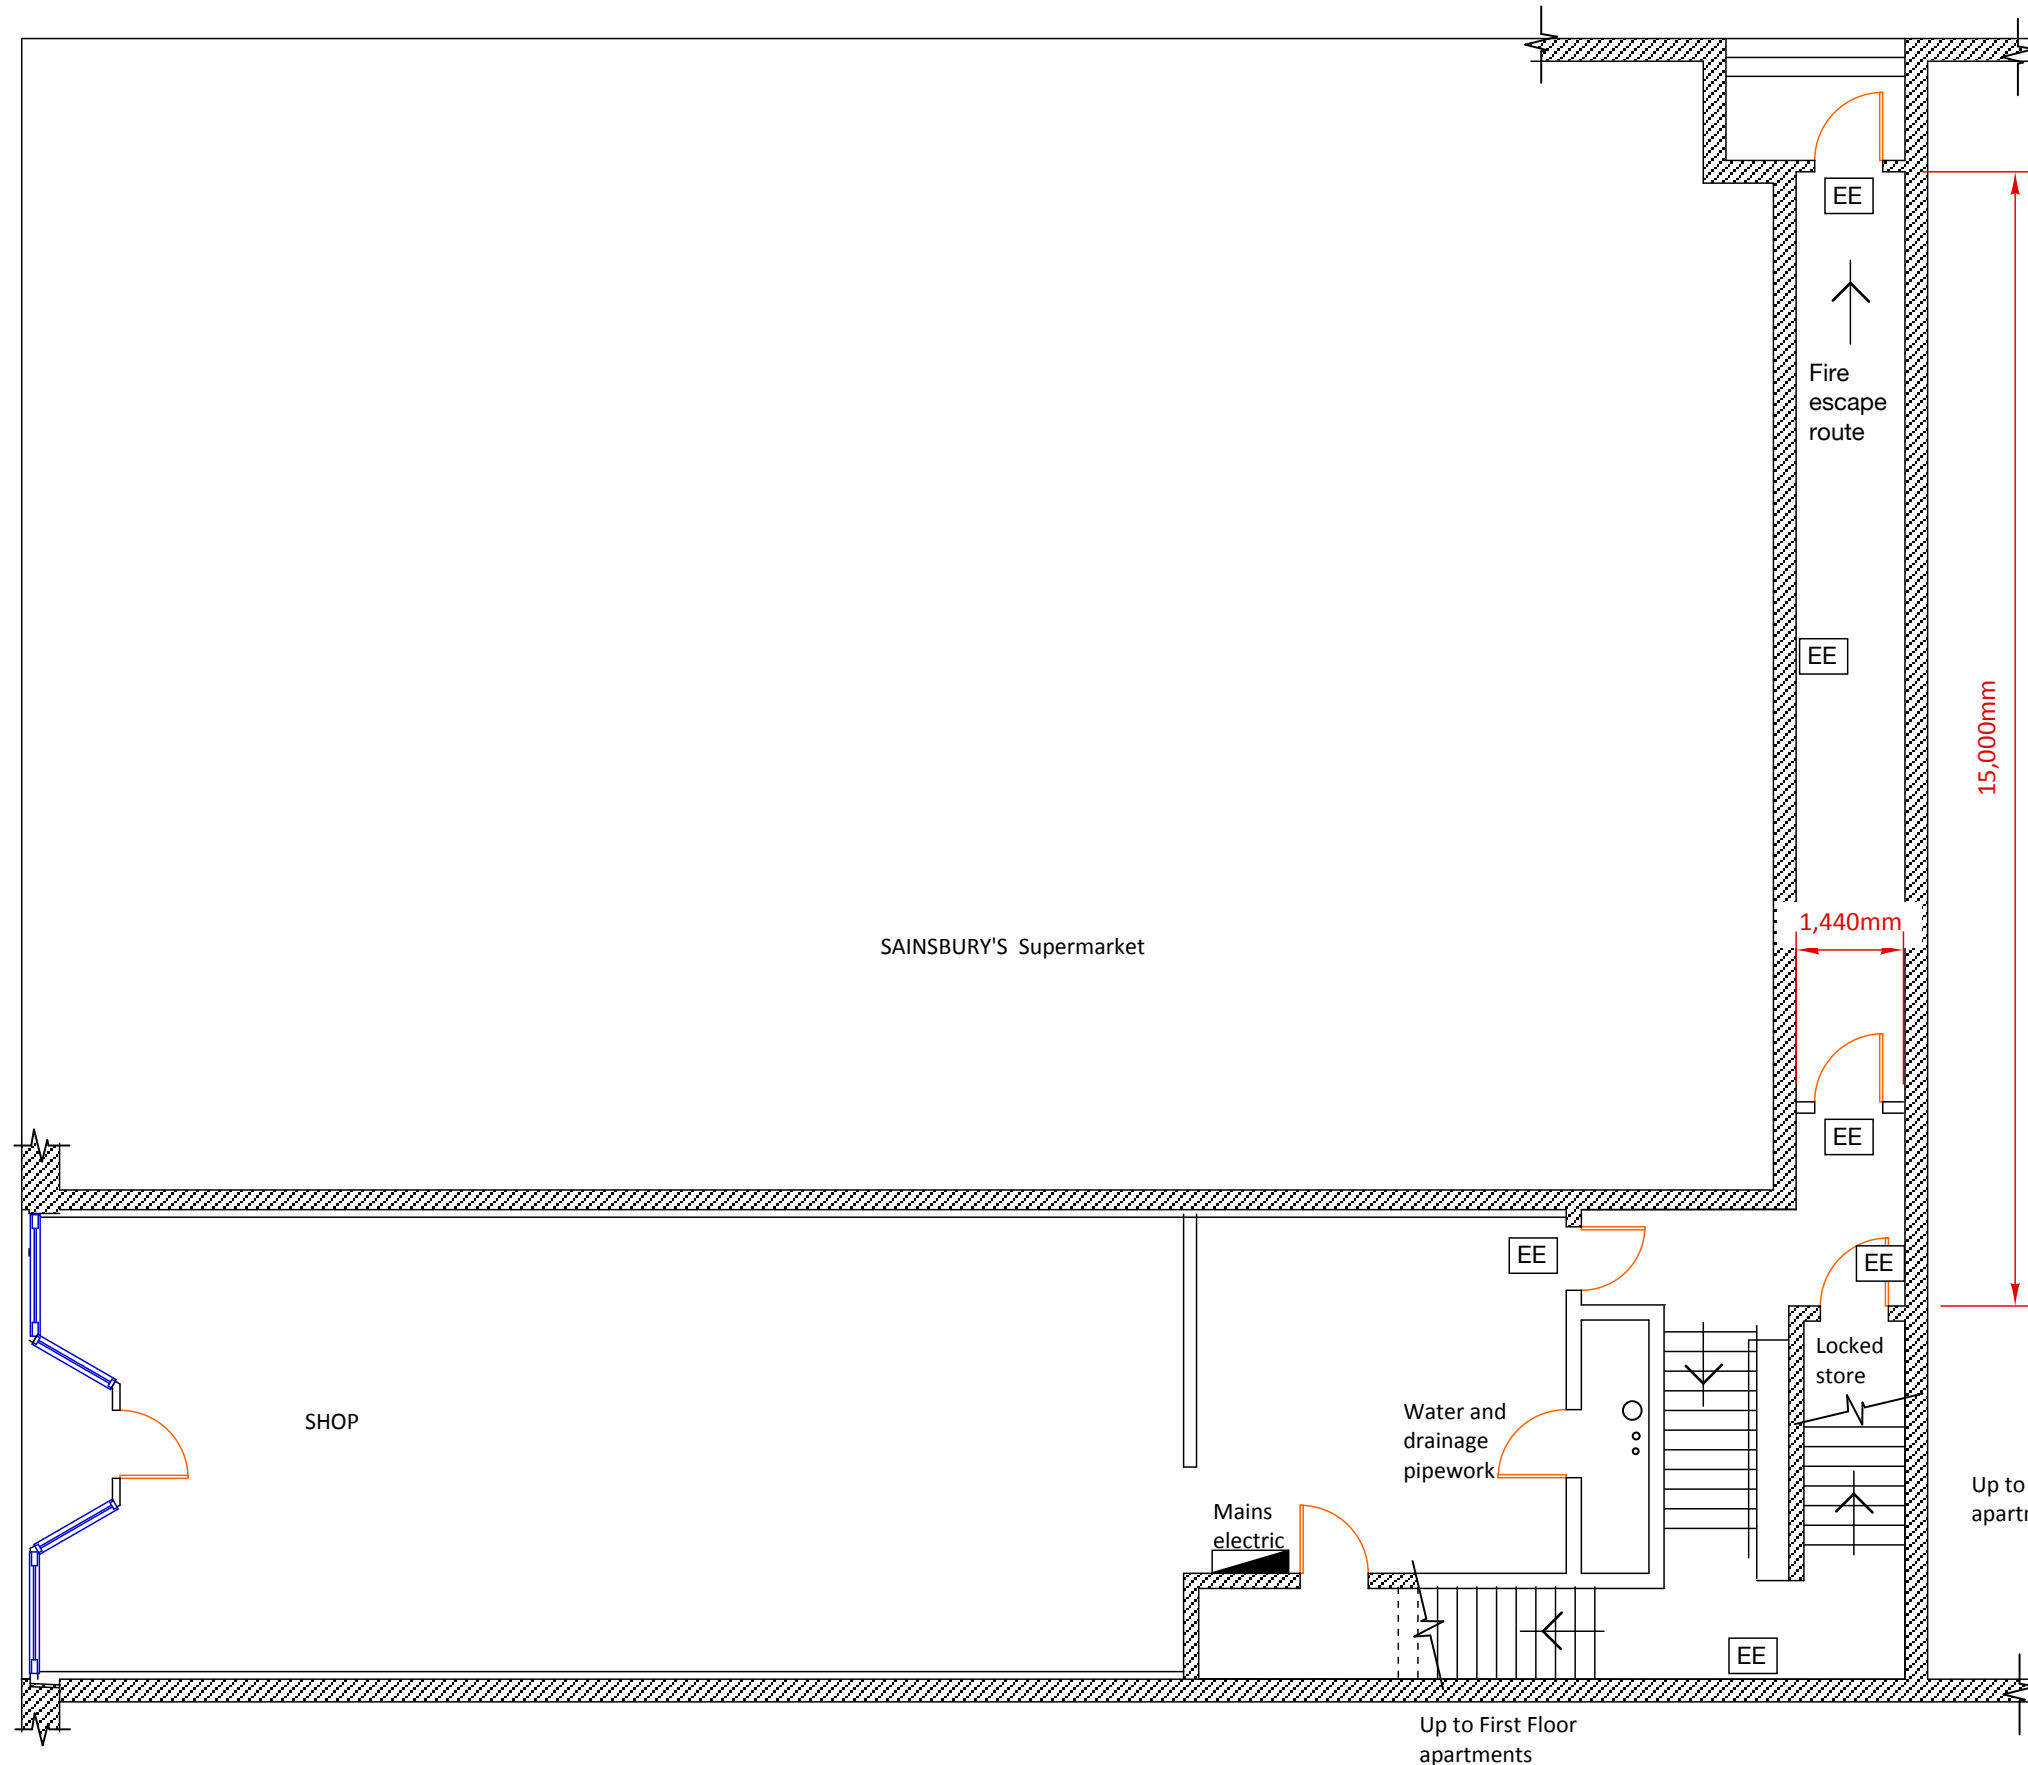 EE
Fire
escape
route
EE
15,000mm
1,440mm
SAINSBURY'S Supermarket
EE
EE
EE
Locked
store
SHOP
Water and
drainage
pipework
Up to
Mains
electric
EE
Up to First Floor
apartments